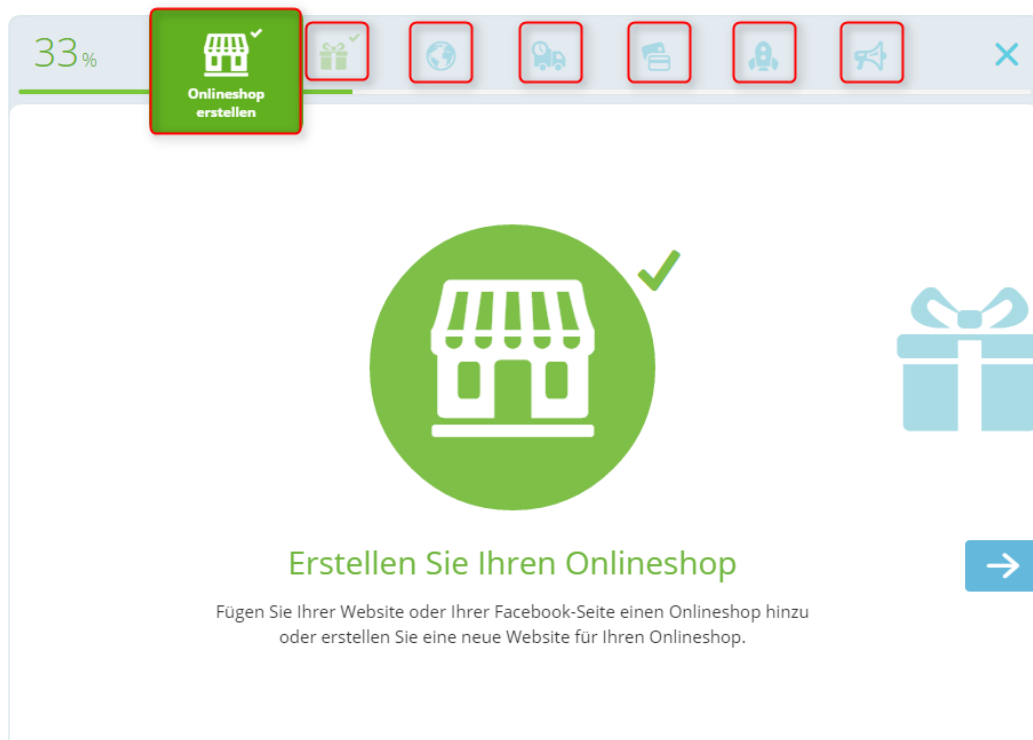 33%
Onlineshop
erstellen
Erstellen Sie Ihren Onlineshop
Fügen Sie Ihrer Website oder Ihrer Facebook-Seite einen Onlineshop hinzu
oder erstellen Sie eine neue Website für Ihren Onlineshop.